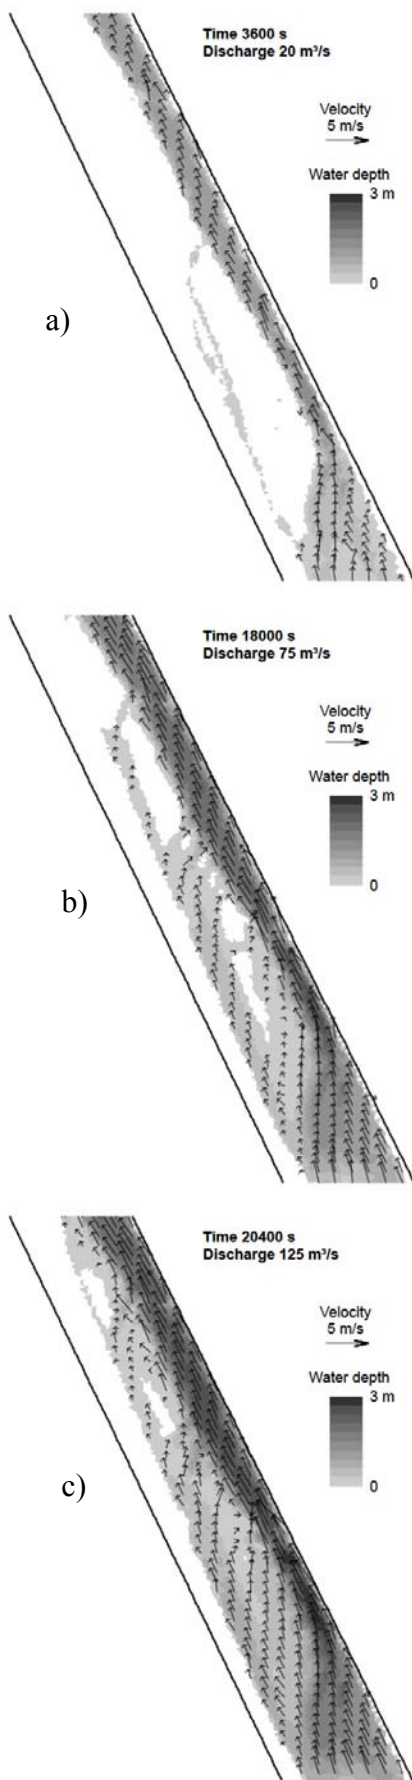 Time 3600 s
Discharge 20 m³/s
Velocity
5 m/s
Water depth
3 m
0
a)
Time 18000 s
Discharge 75 m³/s
Velocity
5 m/s
Water depth
3 m
0
b)
Time 20400 s
Discharge 125 m³/s
Velocity
5 m/s
Water depth
3 m
0
c)